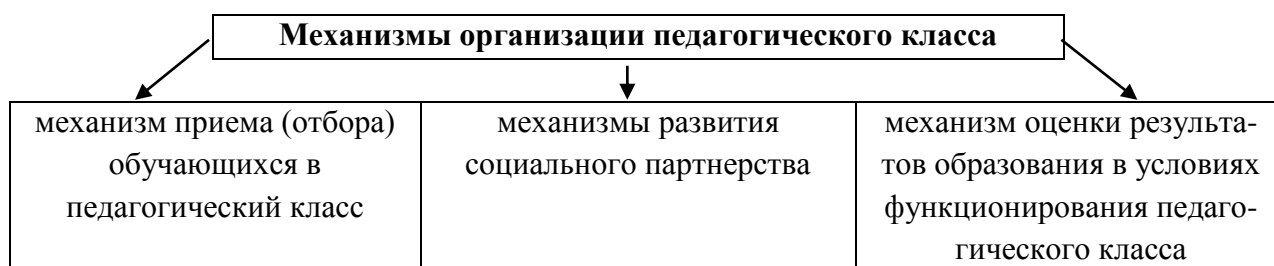 Механизмы организации педагогического класса
механизм приема (отбора)
обучающихся в
педагогический класс
механизмы развития
социального партнерства
механизм оценки результа-
тов образования в условиях
функционирования педаго-
гического класса